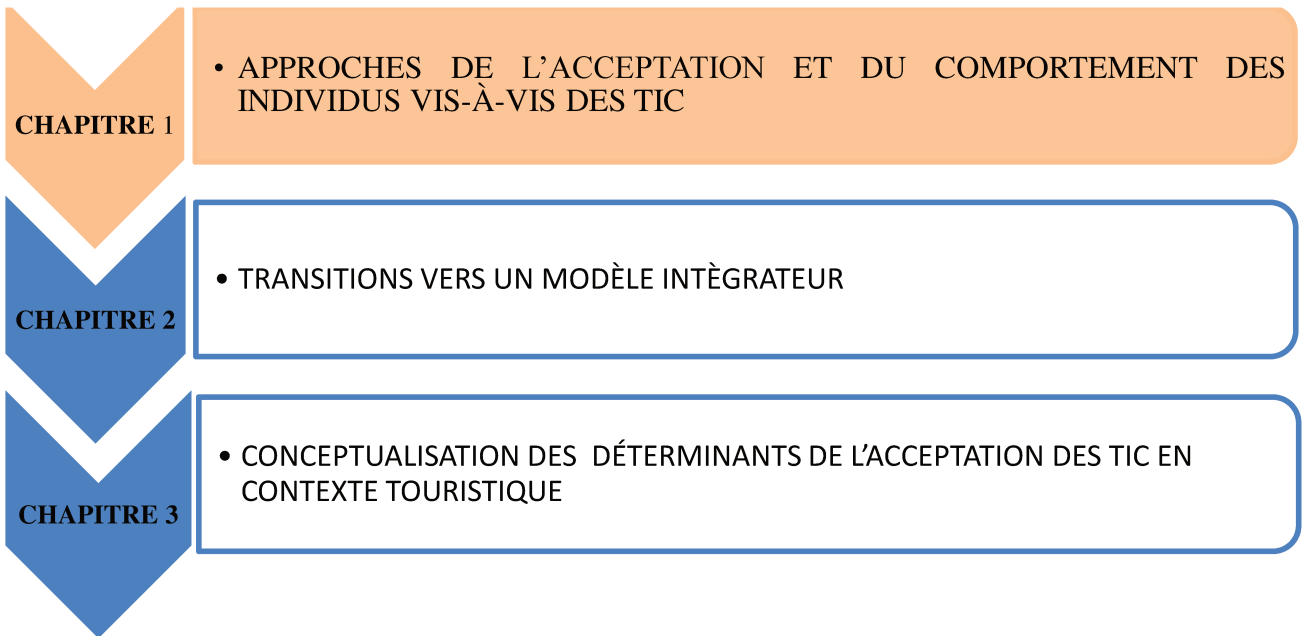 CHAPITRE 1
• APPROCHES DE L’ACCEPTATION ET DU COMPORTEMENT DES
INDIVIDUS VIS-À-VIS DES TIC
CHAPITRE 2
• TRANSITIONS VERS UN MODÈLE INTÈGRATEUR
CHAPITRE 3
• CONCEPTUALISATION DES DÉTERMINANTS DE L’ACCEPTATION DES TIC EN
CONTEXTE TOURISTIQUE